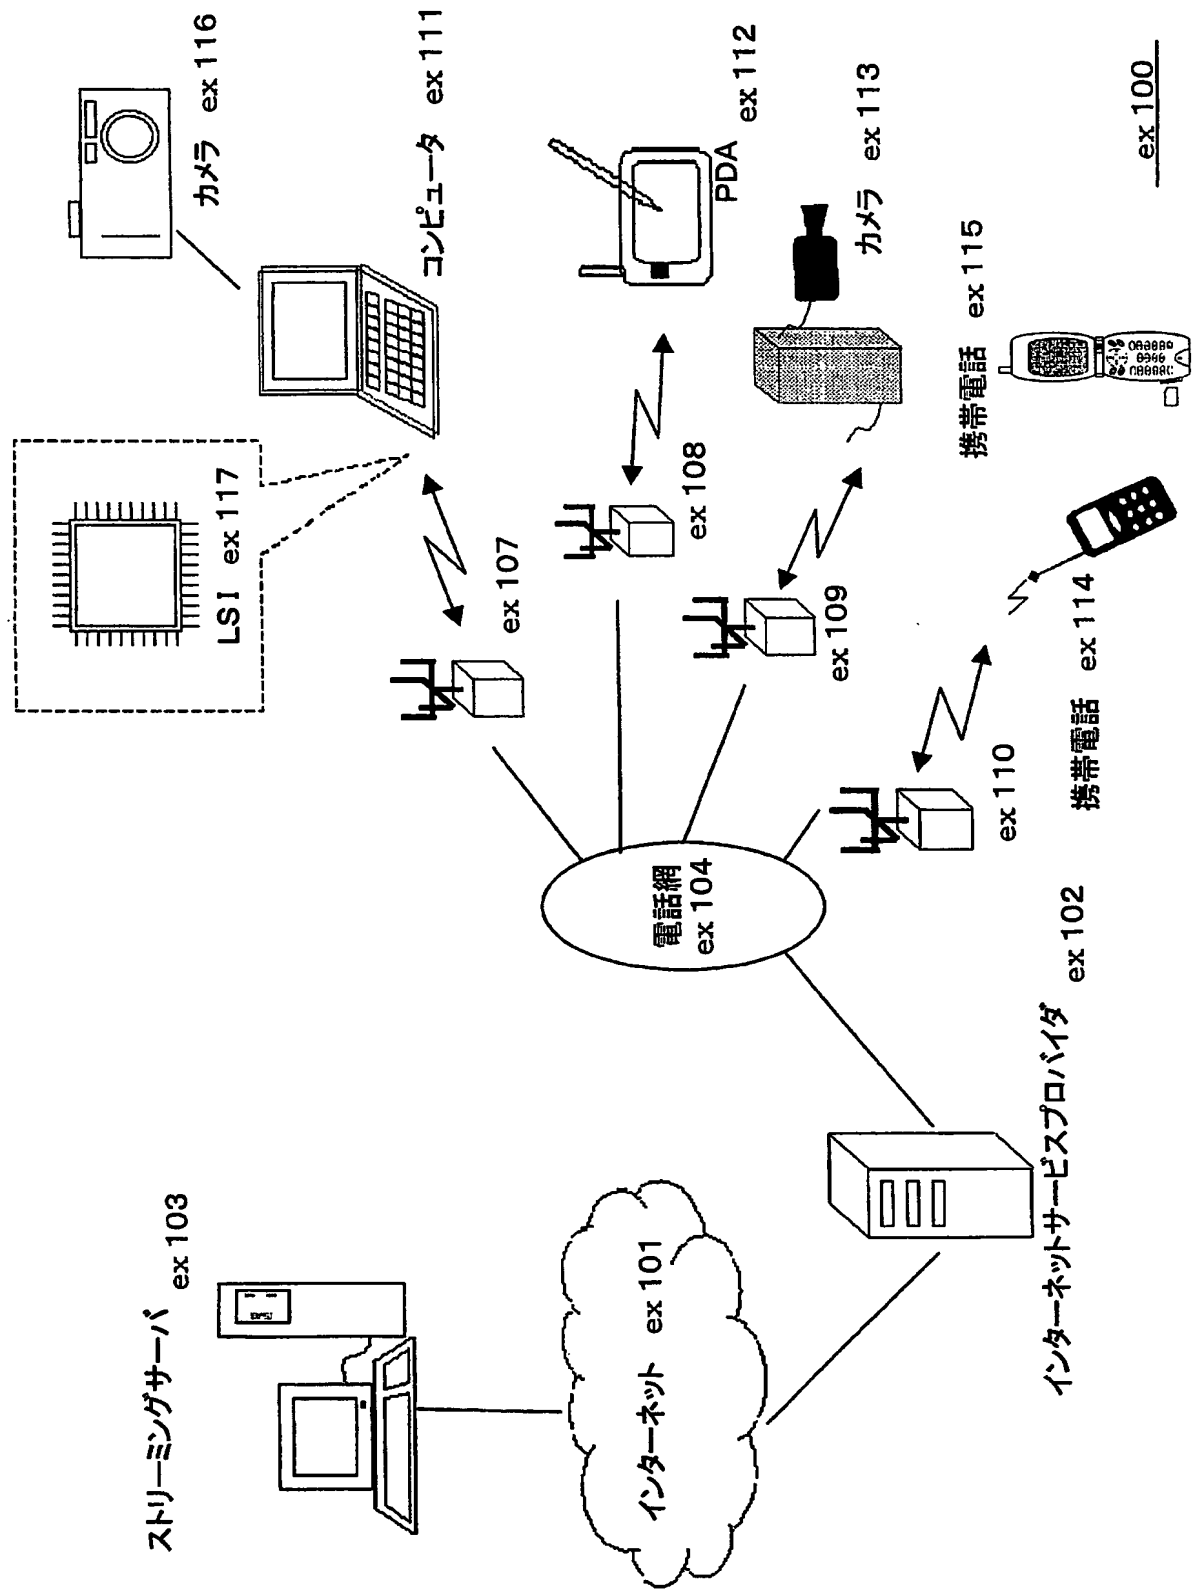 ストリーミングサーバ
ex 103
LSI ex 117
カメラ ex 116
コンピュータ ex 111
ex 107
ex 108
PDA
ex 112
カメラ ex 113
ex 109
インターネット ex 101
電話網
ex 104
携帯電話 ex 115
ex 110
携帯電話 ex 114
インターネットサービスプロバイダ
ex 102
ex 100